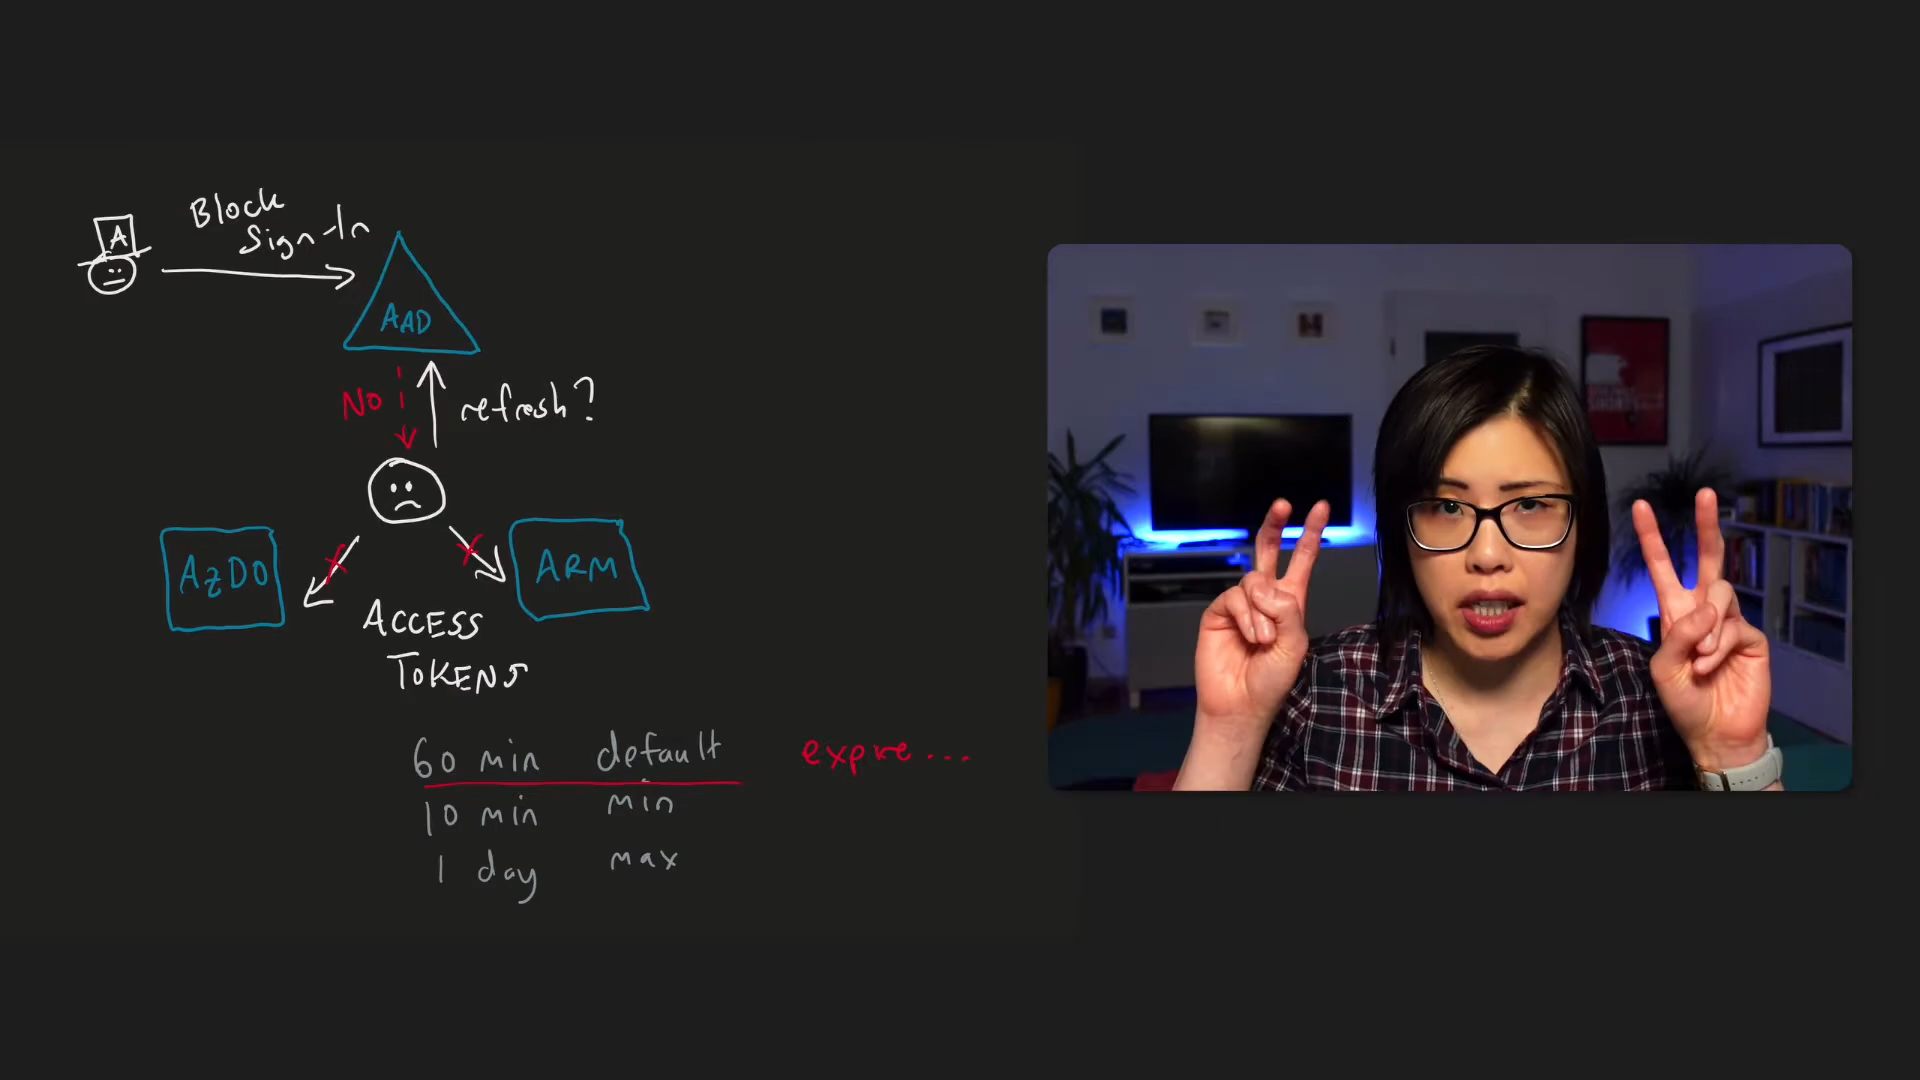 A
Block
Sign-In
AAD
No
refresh?
AzDO
ARM
ACCESS
TOKENS
60 min default
expire...
10 min min
1 day max